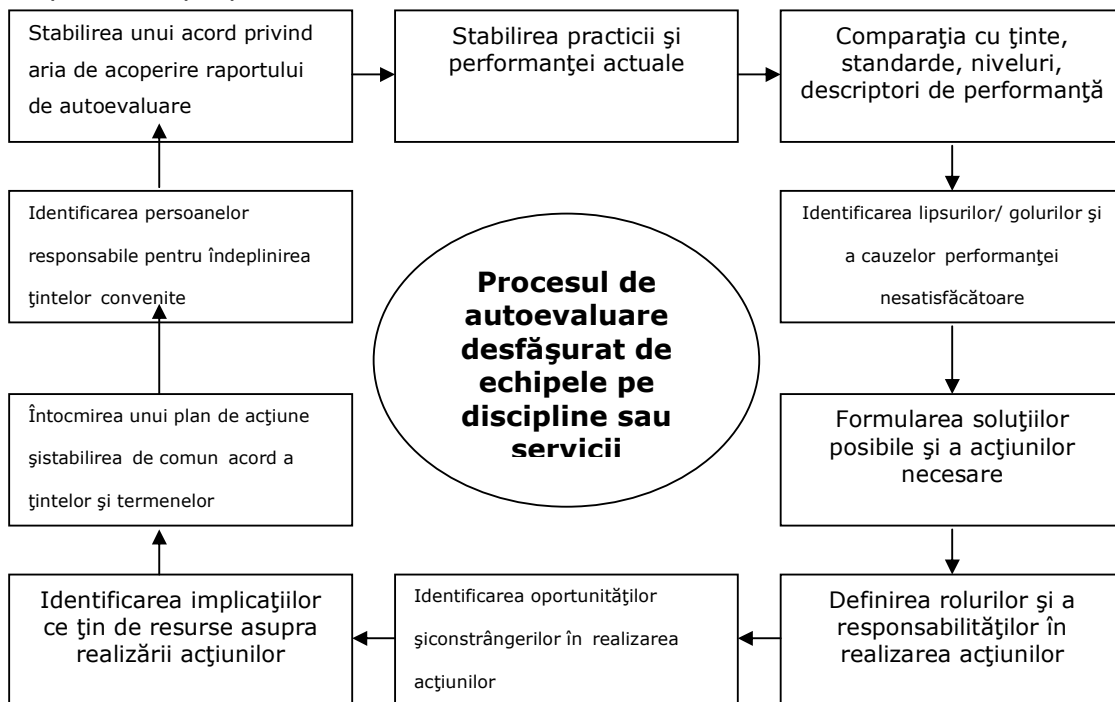 Stabilirea unui acord privind
aria de acoperire raportului
de autoevaluare
Stabilirea practicii şi
performanţei actuale
Comparaţia cu ţinte,
standarde, niveluri,
descriptori de performanţă
Identificarea persoanelor
responsabile pentru îndeplinirea
ţintelor convenite
Procesul de
autoevaluare
desfăşurat de
echipele pe
discipline sau
servicii
Identificarea lipsurilor/ golurilor şi
a cauzelor performanţei
nesatisfăcătoare
Întocmirea unui plan de acţiune
şistabilirea de comun acord a
ţintelor şi termenelor
Formularea soluţiilor
posibile şi a acţiunilor
necesare
Identificarea implicaţiilor
ce ţin de resurse asupra
realizării acţiunilor
Identificarea oportunităţilor
şiconstrângerilor în realizarea
acţiunilor
Definirea rolurilor şi a
responsabilităţilor în
realizarea acţiunilor